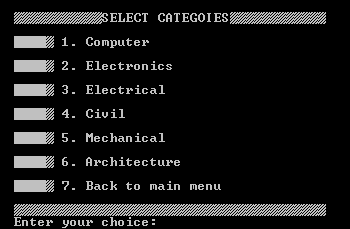 SELECT CATEGOIES
1. Computer
2. Electronics
3. Electrical
4. Civil
5. Mechanical
6. Architecture
7. Back to main menu
Enter your choice: